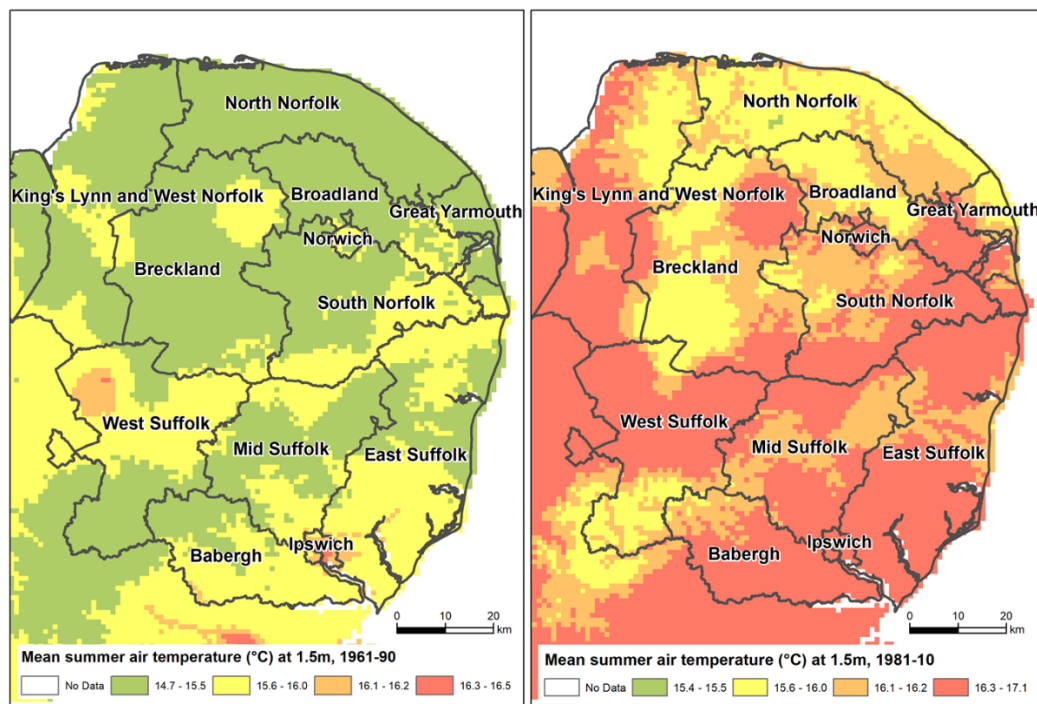 North Norfolk
King's Lynn and West Norfolk
Broadland
Great Yarmouth
Norwich
Breckland
South Norfolk
West Suffolk
Mid Suffolk
East Suffolk
Babergh
Ipswich
0 10 20
km
Mean summer air temperature (°C) at 1.5m, 1961-90
No Data 14.7 - 15.5 15.6 - 16.0 16.1 - 16.2 16.3 - 16.5
North Norfolk
King's Lynn and West Norfolk
Broadland
Great Yarmouth
Norwich
Breckland
South Norfolk
West Suffolk
Mid Suffolk
East Suffolk
Babergh
Ipswich
0 10 20
km
Mean summer air temperature (°C) at 1.5m, 1981-10
No Data 15.4 - 15.5 15.6 - 16.0 16.1 - 16.2 16.3 - 17.1